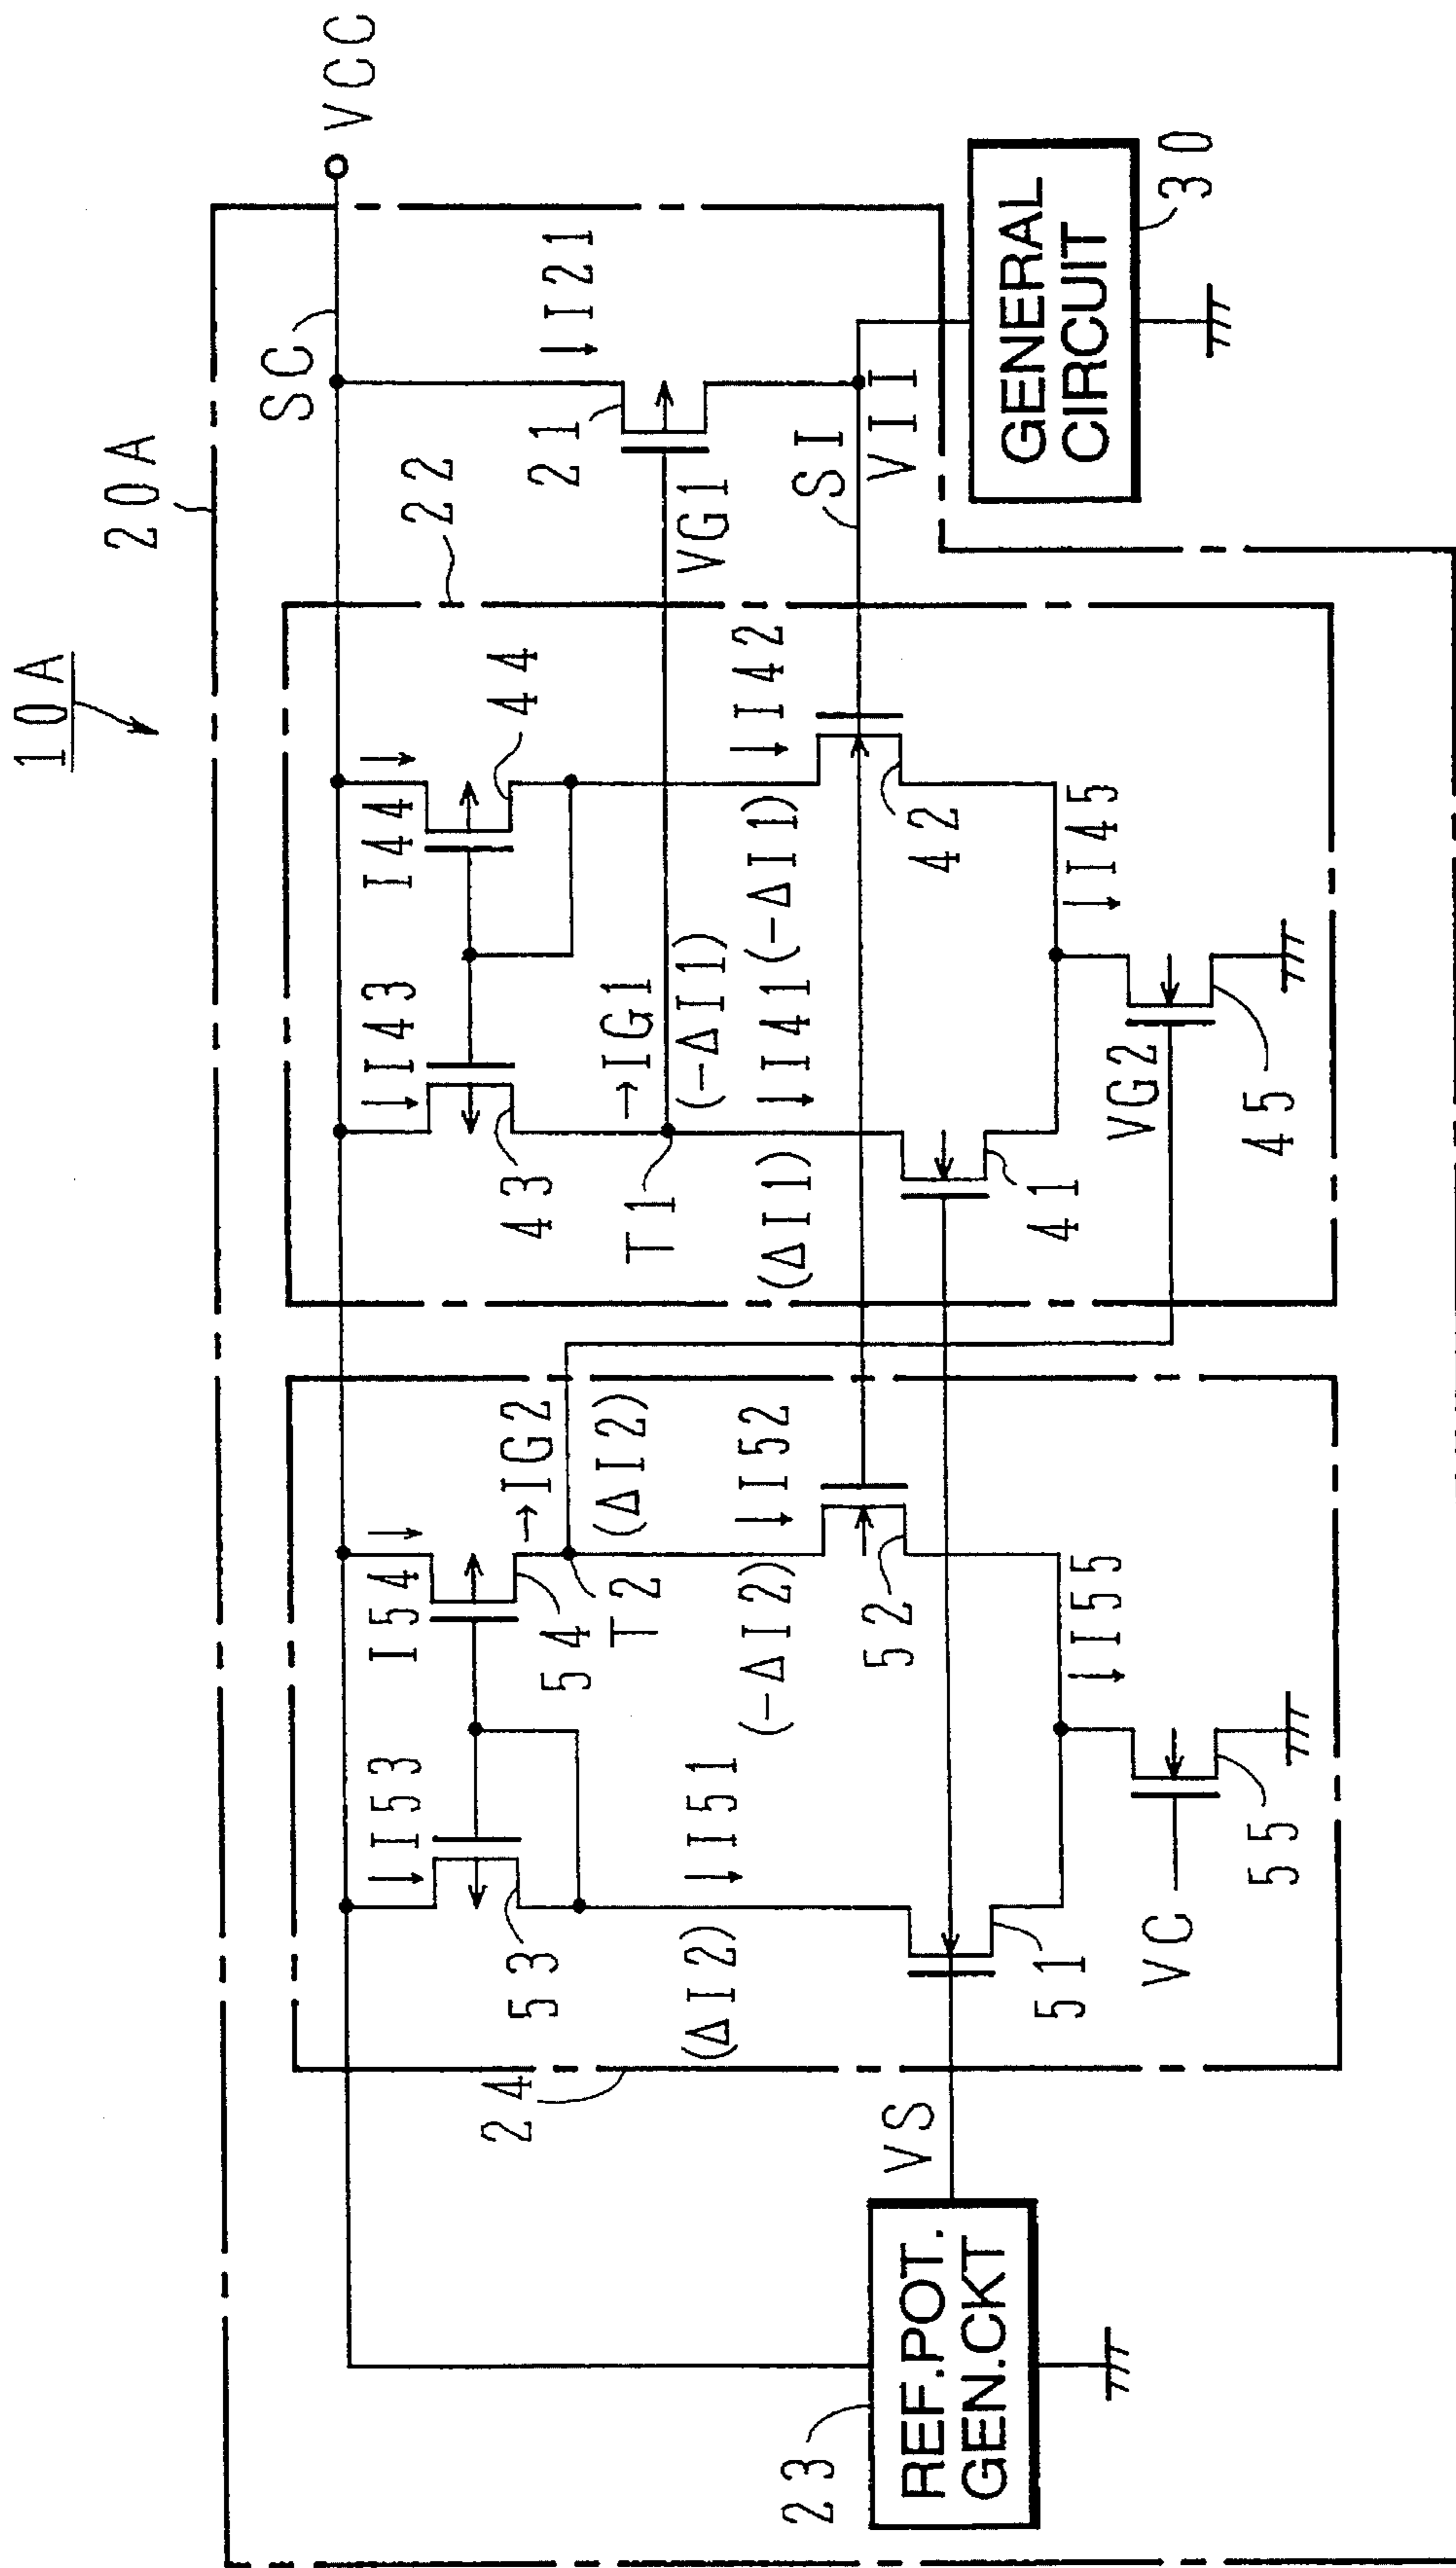 10A
20A
SC
VCC
22
I I21
21
VG1
SI
VII
GENERAL
CIRCUIT
30
I44
44
I I43
43
→IG1
(-ΔI1)
T1
I I42
(-ΔI1)
I I41
(ΔI1)
42
41
I I45
VG2
45
24
I54
54
I I53
53
→IG2
(ΔI2)
T2
I I52
(-ΔI2)
I I51
(ΔI2)
52
51
I I55
VC
55
VS
REF.POT.
GEN.CKT
23